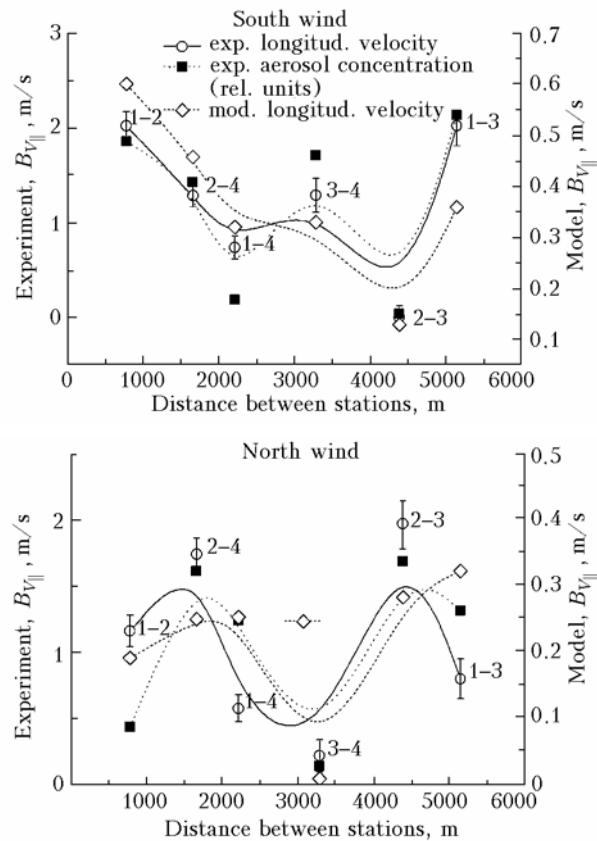 South wind
exp. longitud. velocity
exp. aerosol concentration
(rel. units)
mod. longitud. velocity
Experiment, B_{V||}, m/s
3
2
1
0
1–2
2–4
1–4
3–4
2–3
1–3
0.7
0.6
0.5
0.4
0.3
0.2
0.1
Model, B_{V||}, m/s
0 1000 2000 3000 4000 5000 6000
Distance between stations, m
North wind
Experiment, B_{V||}, m/s
2
1
0
1–2
2–4
1–4
3–4
2–3
1–3
0.5
0.4
0.3
0.2
0.1
0
Model, B_{V||}, m/s
1000 2000 3000 4000 5000 6000
Distance between stations, m